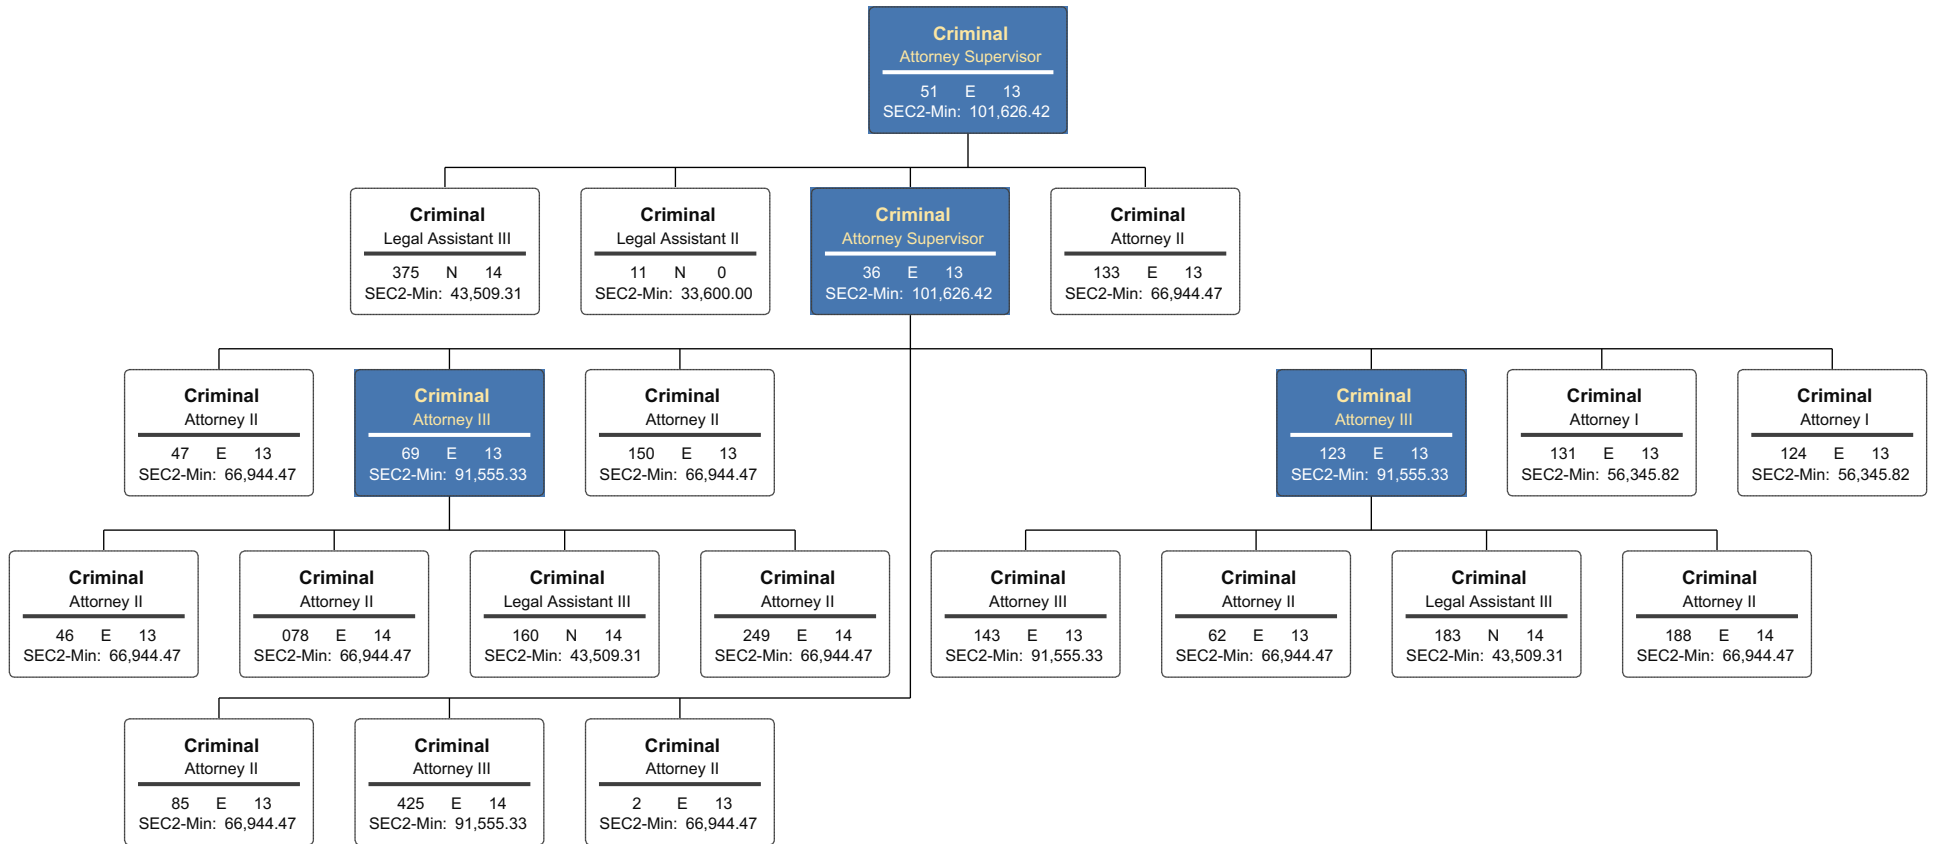 Criminal
Attorney Supervisor
51 E 13
SEC2-Min: 101,626.42
Criminal
Legal Assistant III
375 N 14
SEC2-Min: 43,509.31
Criminal
Legal Assistant II
11 N 0
SEC2-Min: 33,600.00
Criminal
Attorney Supervisor
36 E 13
SEC2-Min: 101,626.42
Criminal
Attorney II
133 E 13
SEC2-Min: 66,944.47
Criminal
Attorney II
47 E 13
SEC2-Min: 66,944.47
Criminal
Attorney III
69 E 13
SEC2-Min: 91,555.33
Criminal
Attorney II
150 E 13
SEC2-Min: 66,944.47
Criminal
Attorney III
123 E 13
SEC2-Min: 91,555.33
Criminal
Attorney I
131 E 13
SEC2-Min: 56,345.82
Criminal
Attorney I
124 E 13
SEC2-Min: 56,345.82
Criminal
Attorney II
46 E 13
SEC2-Min: 66,944.47
Criminal
Attorney II
078 E 14
SEC2-Min: 66,944.47
Criminal
Legal Assistant III
160 N 14
SEC2-Min: 43,509.31
Criminal
Attorney II
249 E 14
SEC2-Min: 66,944.47
Criminal
Attorney III
143 E 13
SEC2-Min: 91,555.33
Criminal
Attorney II
62 E 13
SEC2-Min: 66,944.47
Criminal
Legal Assistant III
183 N 14
SEC2-Min: 43,509.31
Criminal
Attorney II
188 E 14
SEC2-Min: 66,944.47
Criminal
Attorney II
85 E 13
SEC2-Min: 66,944.47
Criminal
Attorney III
425 E 14
SEC2-Min: 91,555.33
Criminal
Attorney II
2 E 13
SEC2-Min: 66,944.47